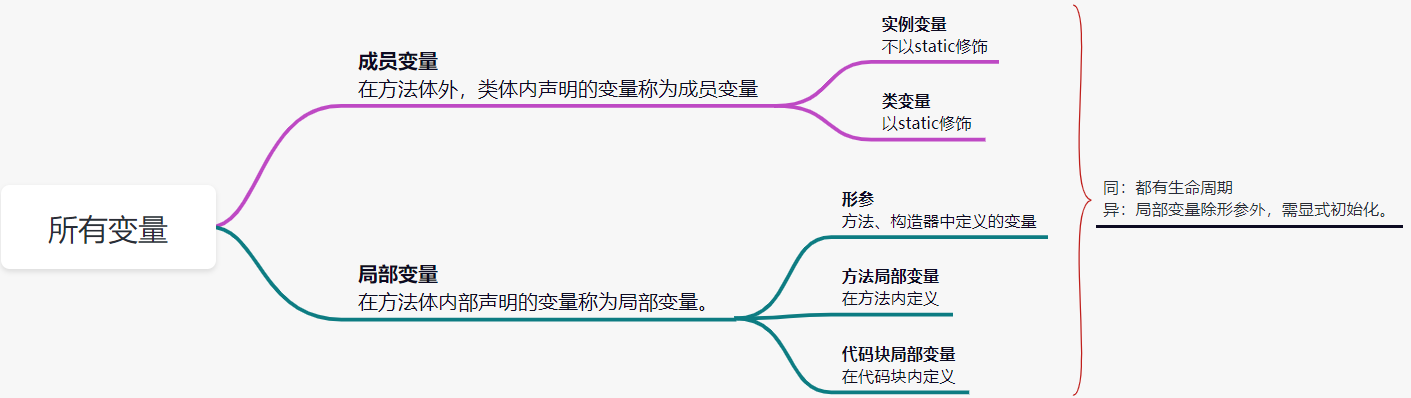 所有变量
成员变量
在方法体外，类体内声明的变量称为成员变量
实例变量
不以static修饰
类变量
以static修饰
局部变量
在方法体内部声明的变量称为局部变量。
形参
方法、构造器中定义的变量
方法局部变量
在方法内定义
代码块局部变量
在代码块内定义
同：都有生命周期
异：局部变量除形参外，需显式初始化。